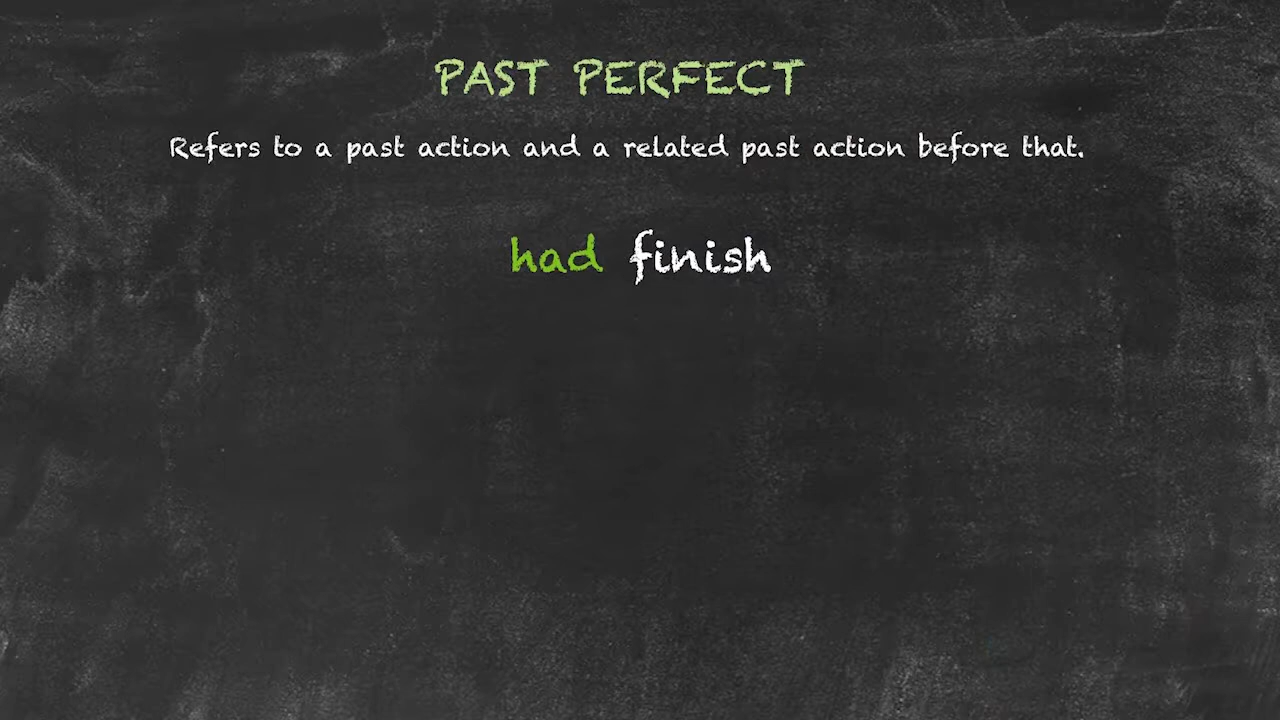 PAST PERFECT
Refers to a past action and a related past action before that.
had finish